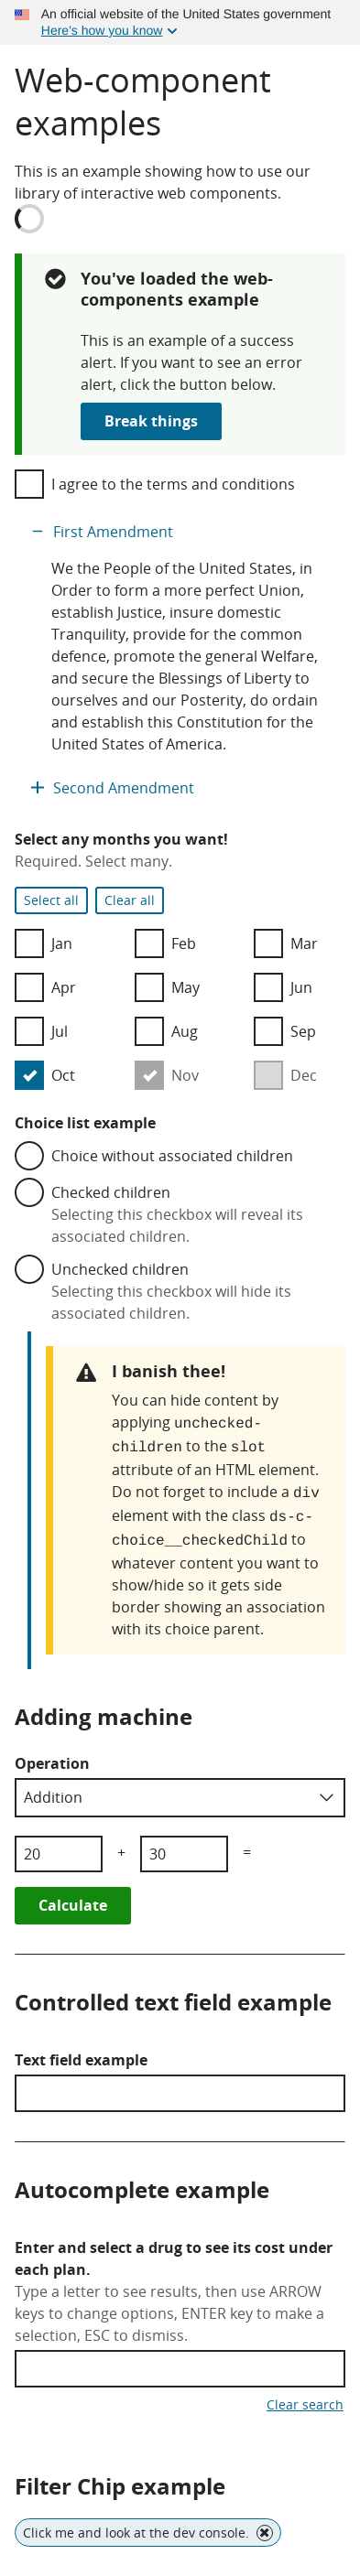 An official website of the United States government
Here's how you know
Web-component
examples
This is an example showing how to use our
library of interactive web components.
You've loaded the web-
components example
This is an example of a success
alert. If you want to see an error
alert, click the button below.
Break things
I agree to the terms and conditions
First Amendment
We the People of the United States, in
Order to form a more perfect Union,
establish Justice, insure domestic
Tranquility, provide for the common
defence, promote the general Welfare,
and secure the Blessings of Liberty to
ourselves and our Posterity, do ordain
and establish this Constitution for the
United States of America.
Second Amendment
Select any months you want!
Required. Select many.
Select all Clear all
Jan Feb Mar
Apr May Jun
Jul Aug Sep
Oct Nov Dec
Choice list example
Choice without associated children
Checked children
Selecting this checkbox will reveal its
associated children.
Unchecked children
Selecting this checkbox will hide its
associated children.
I banish thee!
You can hide content by
applying unchecked-
children to the slot
attribute of an HTML element.
Do not forget to include a div
element with the class ds-c-
choice__checkedChild to
whatever content you want to
show/hide so it gets side
border showing an association
with its choice parent.
Adding machine
Operation
Addition
20 + 30 =
Calculate
Controlled text field example
Text field example
Autocomplete example
Enter and select a drug to see its cost under
each plan.
Type a letter to see results, then use ARROW
keys to change options, ENTER key to make a
selection, ESC to dismiss.
Clear search
Filter Chip example
Click me and look at the dev console.